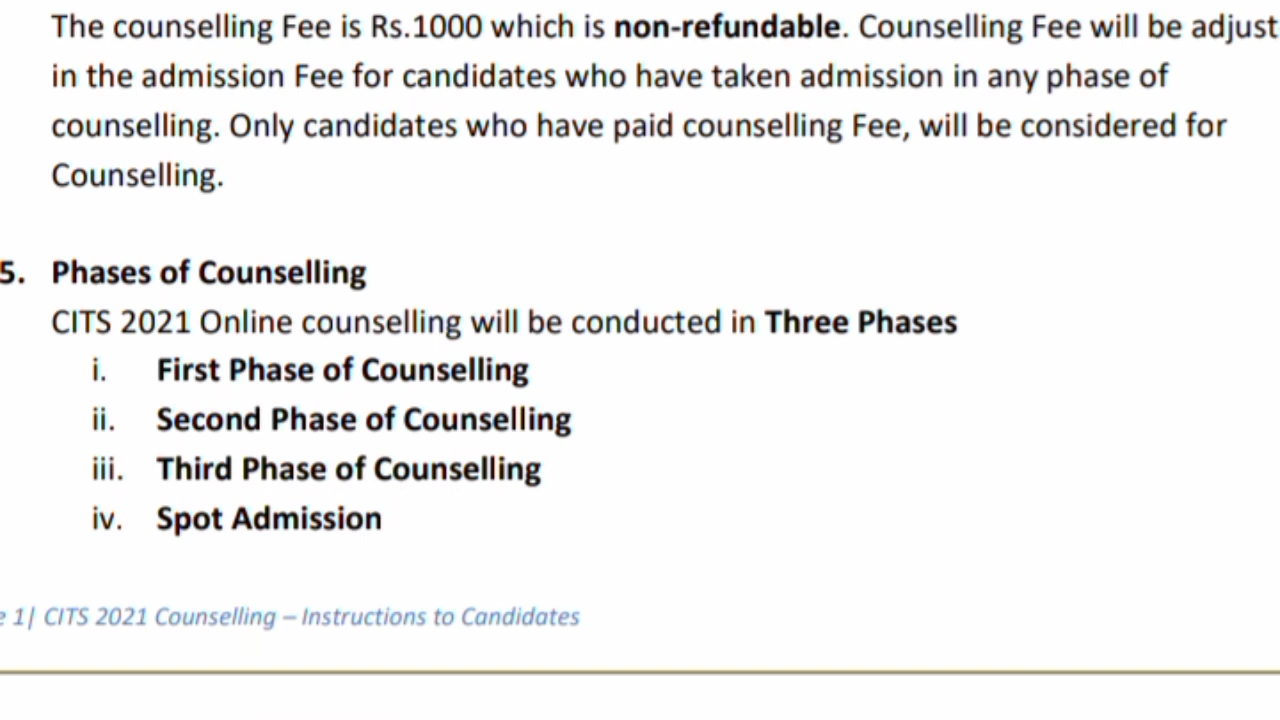 The counselling Fee is Rs.1000 which is non-refundable. Counselling Fee will be adjust
in the admission Fee for candidates who have taken admission in any phase of
counselling. Only candidates who have paid counselling Fee, will be considered for
Counselling.
5. Phases of Counselling
CITS 2021 Online counselling will be conducted in Three Phases
i. First Phase of Counselling
ii. Second Phase of Counselling
iii. Third Phase of Counselling
iv. Spot Admission
e 1| CITS 2021 Counselling – Instructions to Candidates